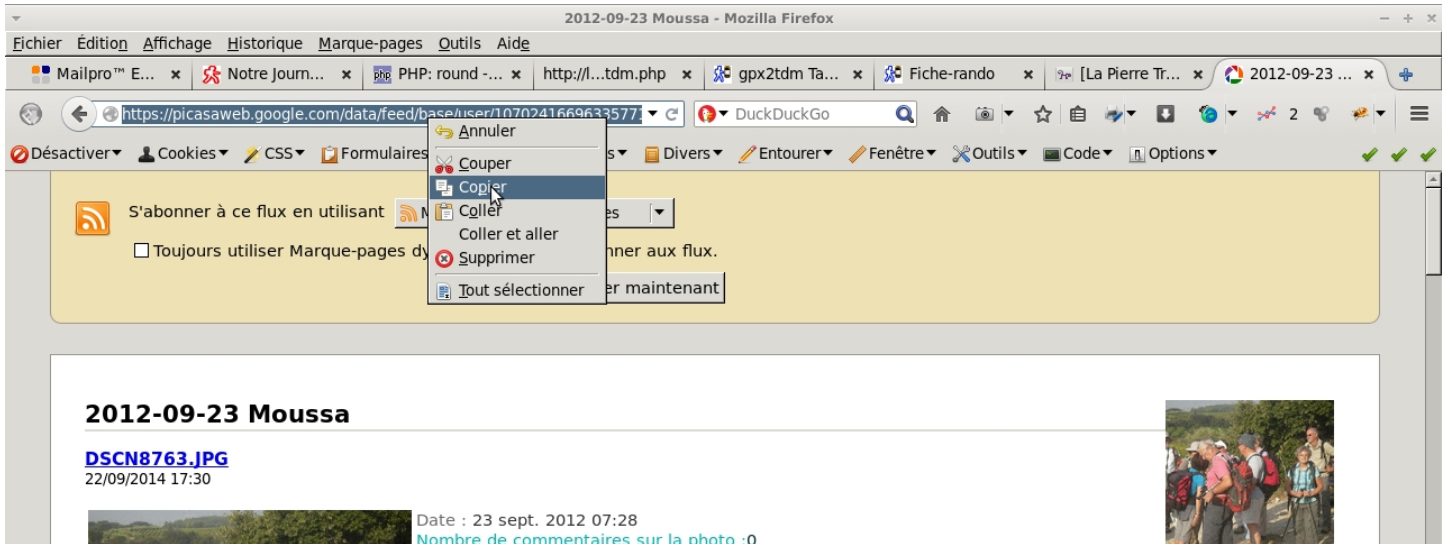 2012-09-23 Moussa - Mozilla Firefox
Fichier Édition Affichage Historique Marque-pages Outils Aide
Mailpro™ E... Notre Journ... PHP: round -... http://l...tdm.php gpx2tdm Ta... Fiche-rando [La Pierre Tr... 2012-09-23 ...
https://picasaweb.google.com/data/feed/base/user/10702416696335771 DuckDuckGo 2
Désactiver Cookies CSS Formulaires Divers Entourer Fenêtre Outils Code Options
Annuler
Couper
Copier
Coller
Coller et aller
Supprimer
Tout sélectionner
S'abonner à ce flux en utilisant
Toujours utiliser Marque-pages
aux flux.
maintenant
2012-09-23 Moussa
DSCN8763.JPG
22/09/2014 17:30
Date : 23 sept. 2012 07:28
Nombre de commentaires sur la photo :0